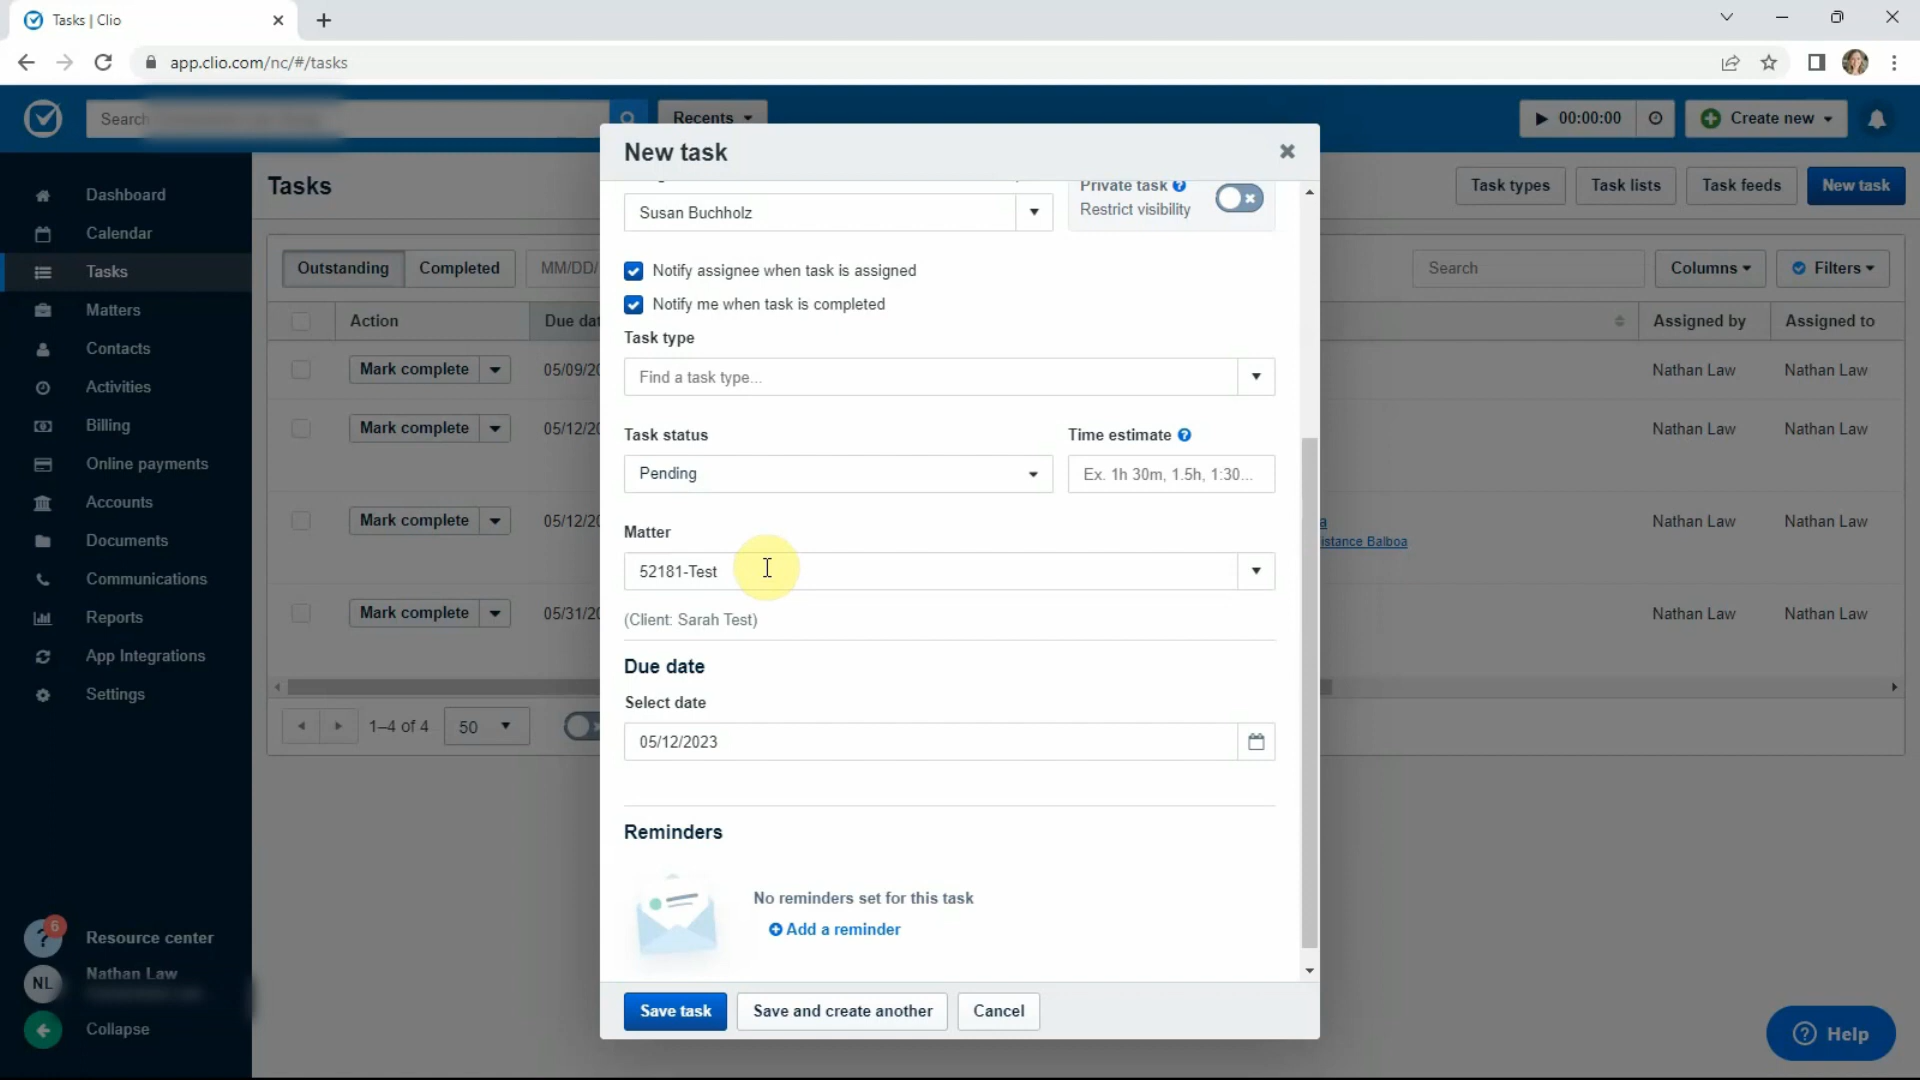 Tasks | Clio
app.clio.com/nc/#/tasks
Search
Recents
00:00:00
Create new
New task
Tasks
Task types
Task lists
Task feeds
New task
Dashboard
Calendar
Tasks
Matters
Contacts
Activities
Billing
Online payments
Accounts
Documents
Communications
Reports
App Integrations
Settings
6
?
Resource center
NL
Nathan Law
Collapse
Outstanding
Completed
MM/DD/
Search
Columns
Filters
Action
Due dat
Assigned by
Assigned to
Mark complete
05/09/20
Nathan Law
Nathan Law
Mark complete
05/12/20
Nathan Law
Nathan Law
Mark complete
05/12/20
a
istance Balboa
Nathan Law
Nathan Law
Mark complete
05/31/20
Nathan Law
Nathan Law
1–4 of 4
50
Private task ?
Restrict visibility
Susan Buchholz
Notify assignee when task is assigned
Notify me when task is completed
Task type
Find a task type...
Task status
Time estimate ?
Pending
Ex. 1h 30m, 1.5h, 1:30...
Matter
52181-Test
(Client: Sarah Test)
Due date
Select date
05/12/2023
Reminders
No reminders set for this task
Add a reminder
Save task
Save and create another
Cancel
? Help